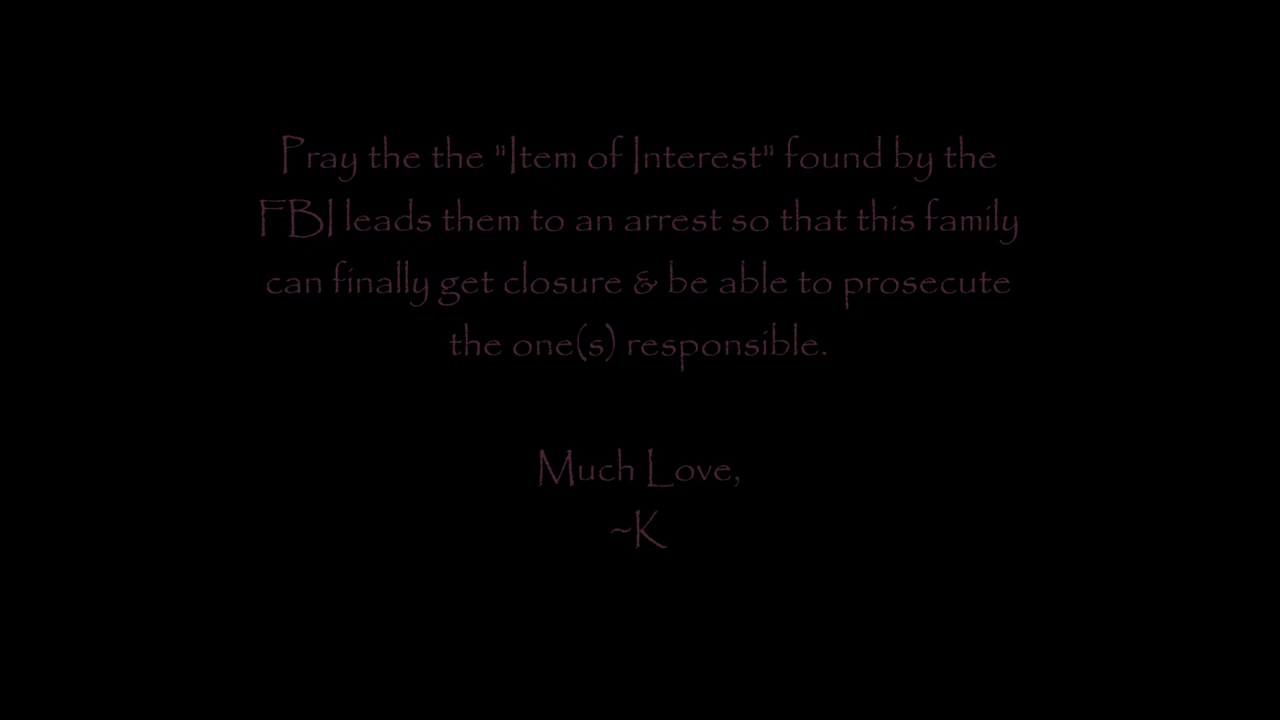 Pray the the "Item of Interest" found by the
FBI leads them to an arrest so that this family
can finally get closure & be able to prosecute
the one(s) responsible.
Much Love,
~K